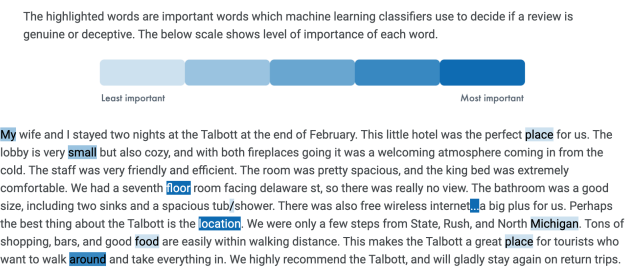 The highlighted words are important words which machine learning classifiers use to decide if a review is
genuine or deceptive. The below scale shows level of importance of each word.
Least important Most important
My wife and I stayed two nights at the Talbott at the end of February. This little hotel was the perfect place for us. The
lobby is very small but also cozy, and with both fireplaces going it was a welcoming atmosphere coming in from the
cold. The staff was very friendly and efficient. The room was pretty spacious, and the king bed was extremely
comfortable. We had a seventh floor room facing delaware st, so there was really no view. The bathroom was a good
size, including two sinks and a spacious tub/shower. There was also free wireless internet...a big plus for us. Perhaps
the best thing about the Talbott is the location. We were only a few steps from State, Rush, and North Michigan. Tons of
shopping, bars, and good food are easily within walking distance. This makes the Talbott a great place for tourists who
want to walk around and take everything in. We highly recommend the Talbott, and will gladly stay again on return trips.